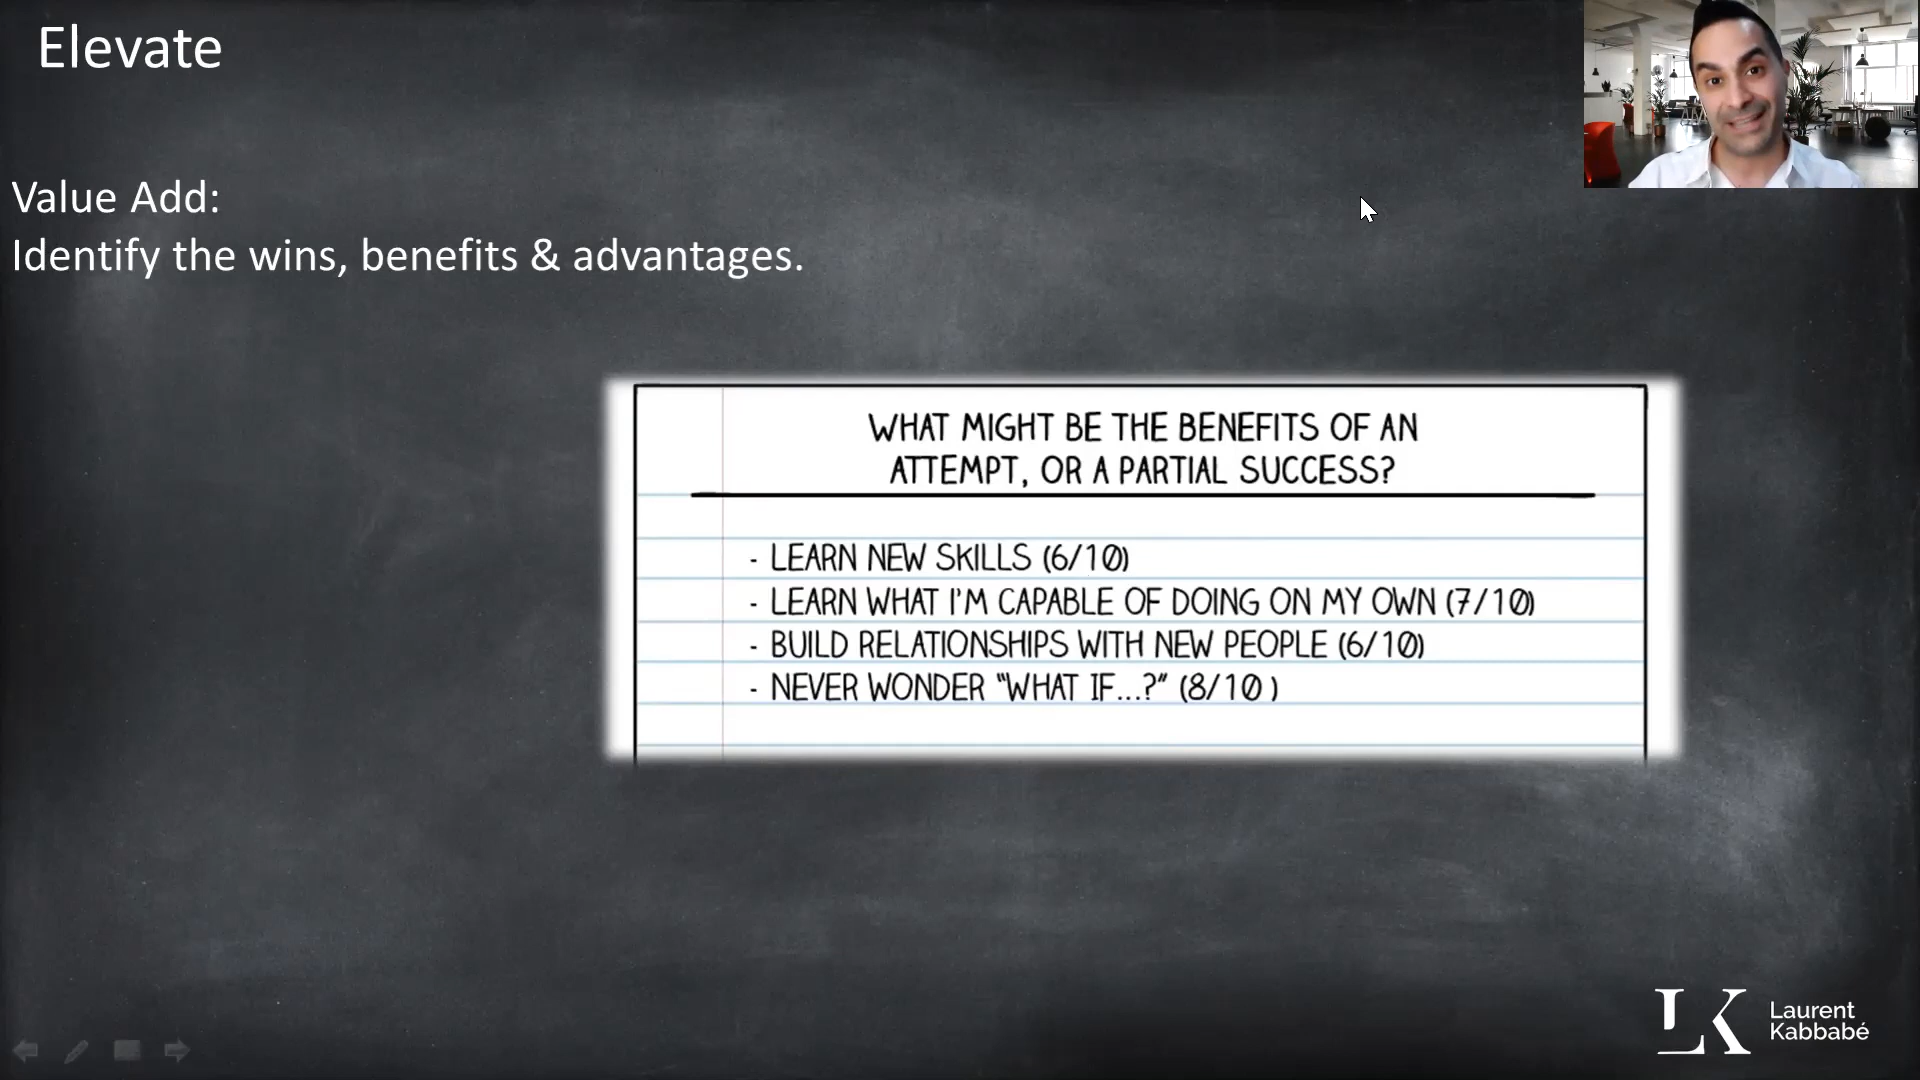 Elevate
Value Add:
Identify the wins, benefits & advantages.
WHAT MIGHT BE THE BENEFITS OF AN
ATTEMPT, OR A PARTIAL SUCCESS?
- LEARN NEW SKILLS (6/10)
- LEARN WHAT I'M CAPABLE OF DOING ON MY OWN (7/10)
- BUILD RELATIONSHIPS WITH NEW PEOPLE (6/10)
- NEVER WONDER "WHAT IF...?" (8/10 )
LK
Laurent
Kabbabé